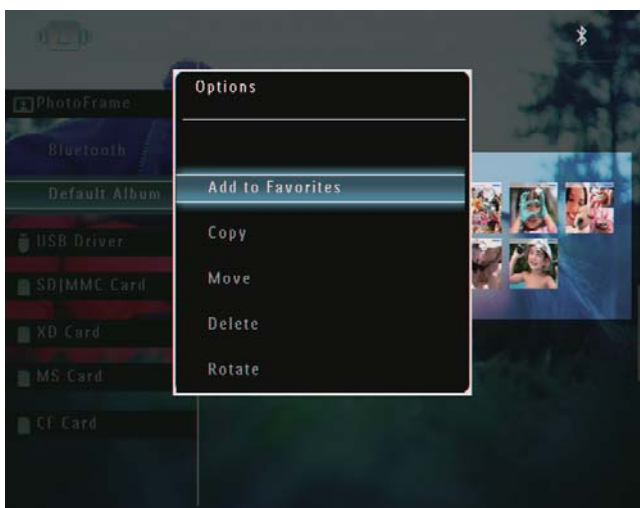 Options
PhotoFrame
Bluetooth
Add to Favorites
Default Album
Copy
USB Driver
Move
SD|MMC Card
Delete
XD Card
Rotate
MS Card
CF Card